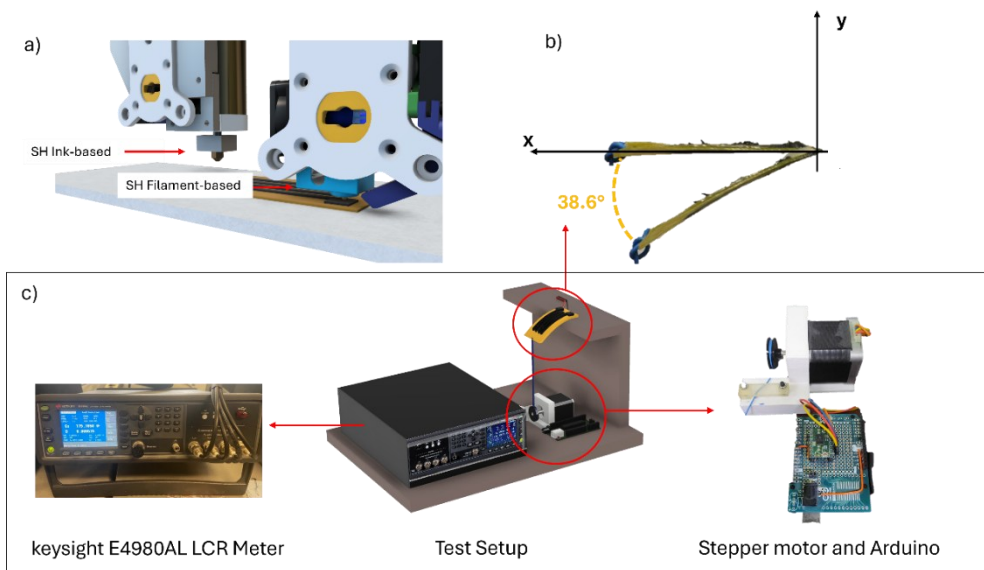 a)
SH Ink-based
SH Filament-based
b)
y
x
38.6°
c)
keysight E4980AL LCR Meter
Test Setup
Stepper motor and Arduino